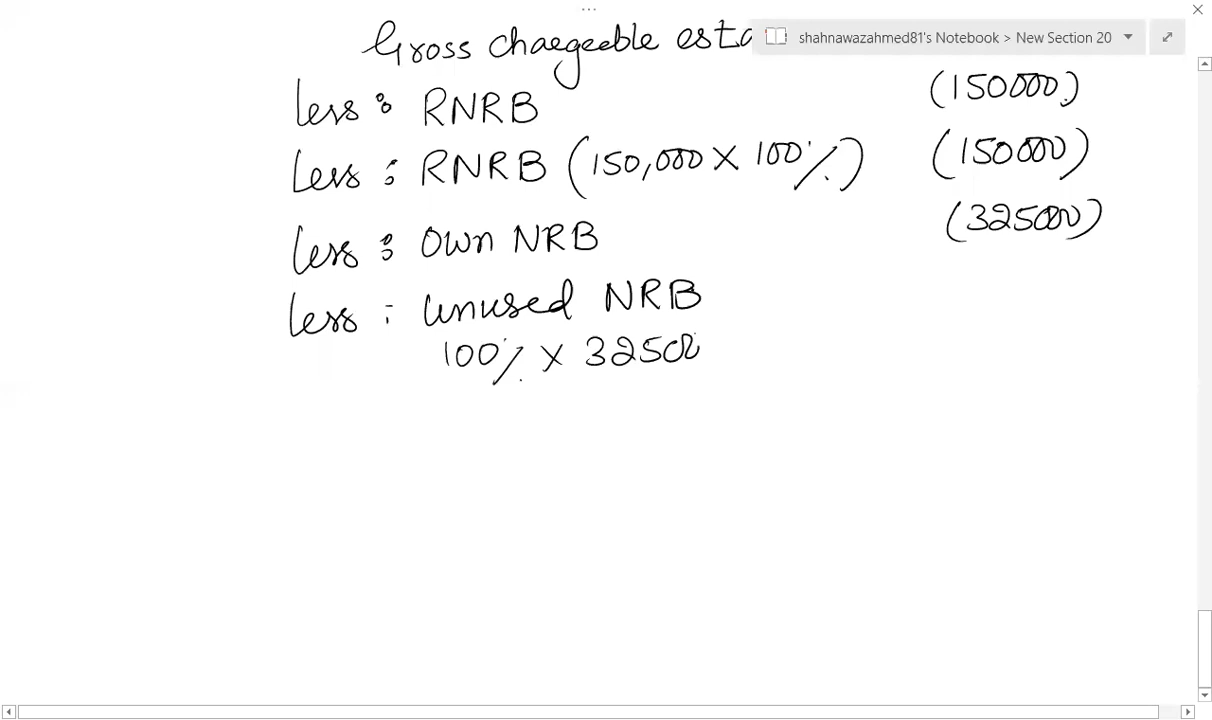 ...
shahnawazahmed81's Notebook > New Section 20
Gross chargeable esta
less : RNRB (150000)
less : RNRB (150,000 × 100%) (150000)
less : Own NRB (325000)
less : Unused NRB
100% × 32500